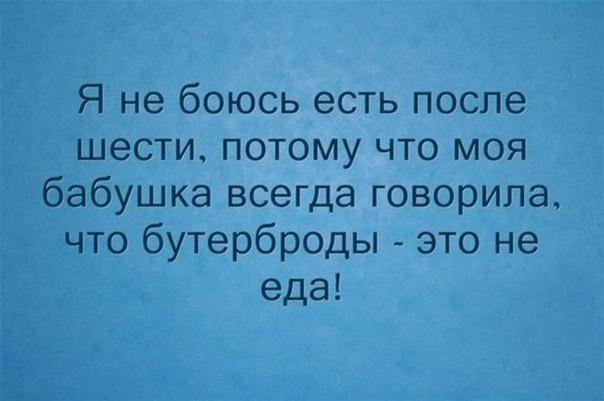 Я не боюсь есть после
шести, потому что моя
бабушка всегда говорила,
что бутерброды - это не
еда!